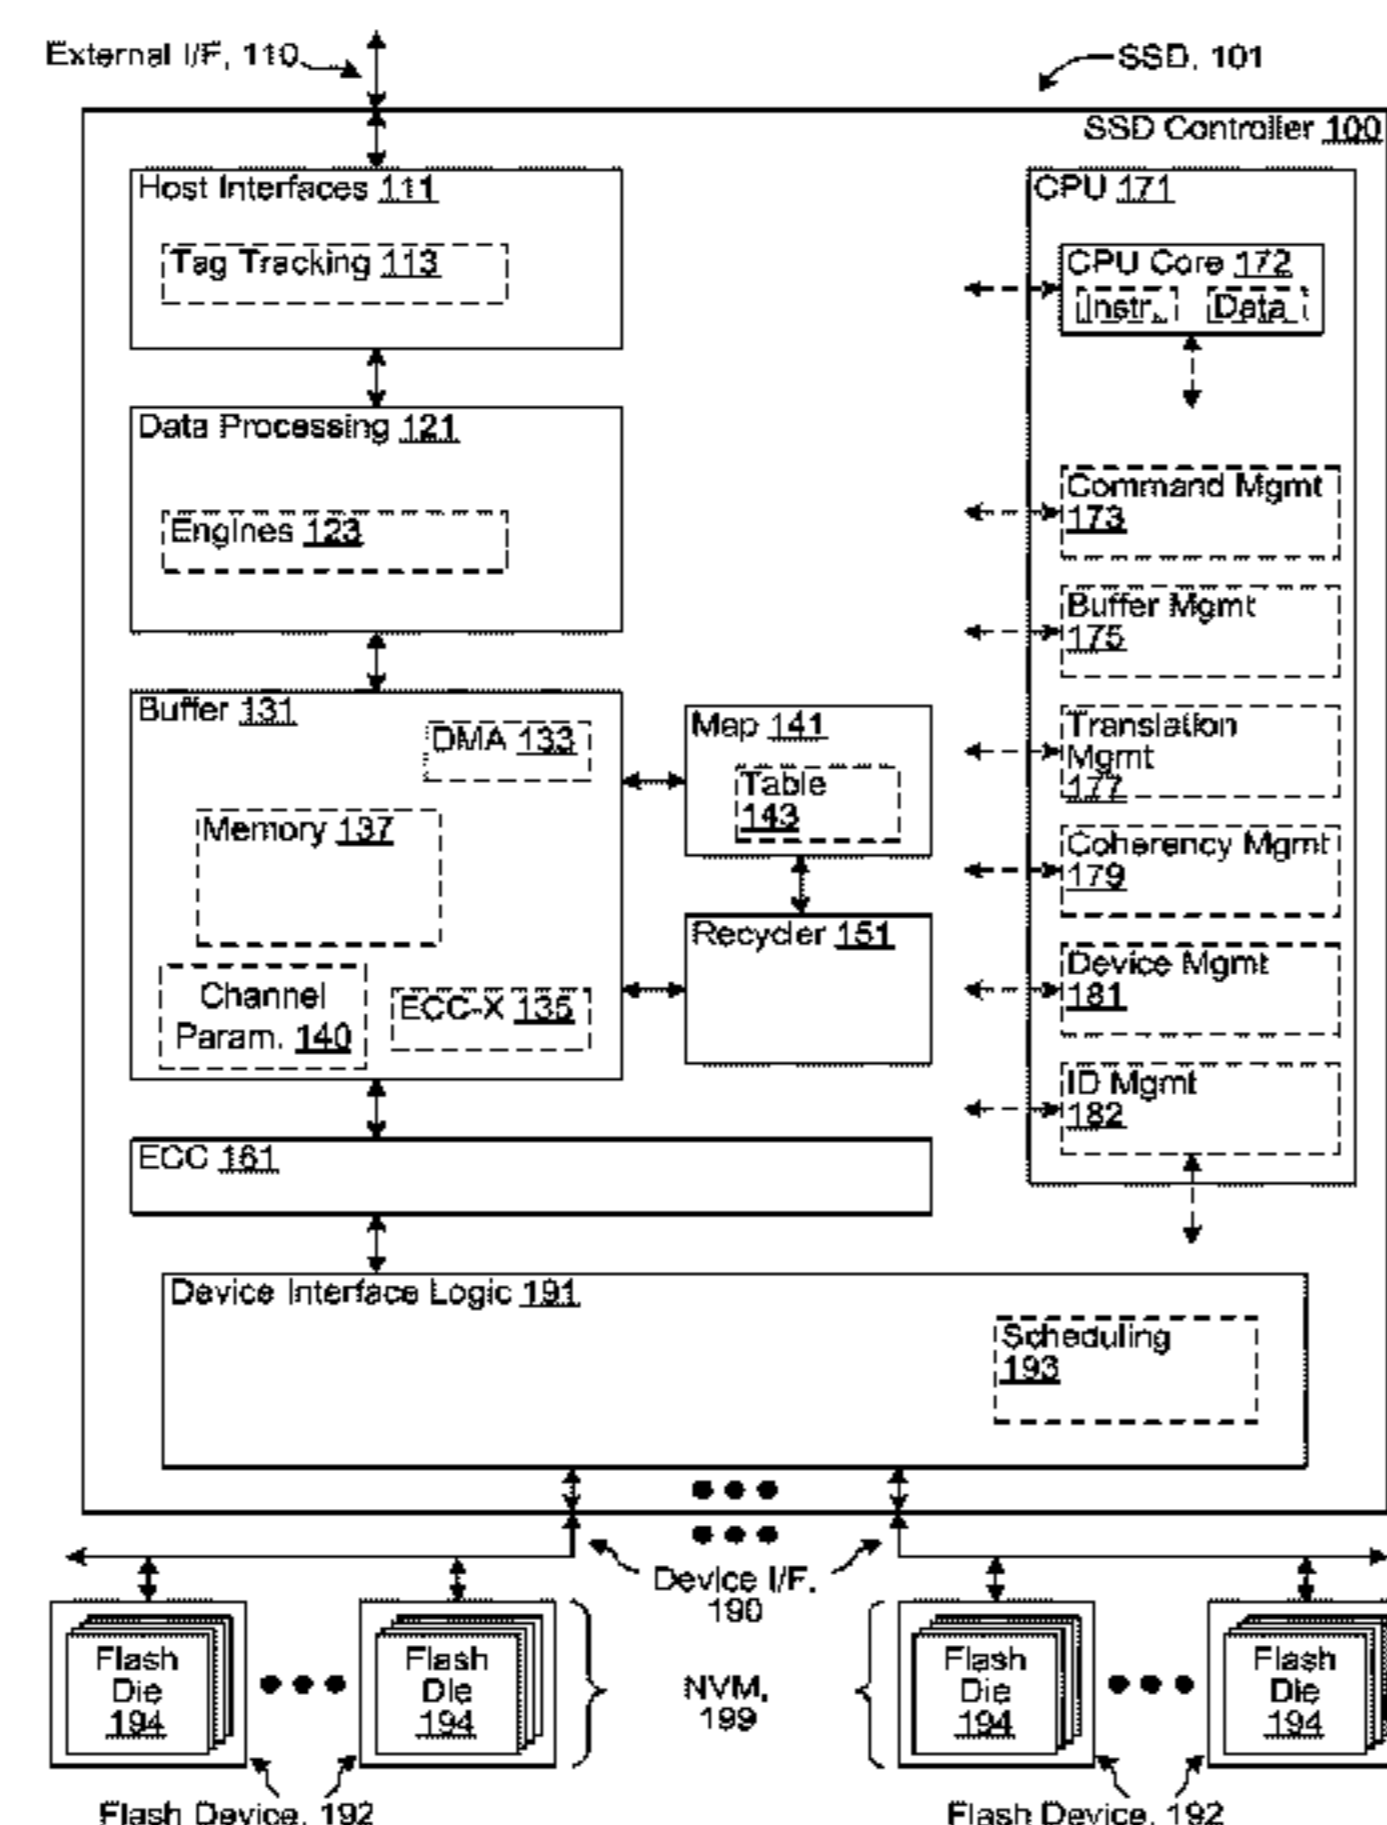 External I/F, 110
SSD, 101
SSD Controller 100
Host Interfaces 111
Tag Tracking 113
Data Processing 121
Engines 123
Buffer 131
DMA 133
Memory 137
Channel
Param. 140
ECC-X 135
Map 141
Table
143
Recycler 151
ECC 161
CPU 171
CPU Core 172
Instr.
Data
Command Mgmt
173
Buffer Mgmt
175
Translation
Mgmt
177
Coherency Mgmt
179
Device Mgmt
181
ID Mgmt
182
Device Interface Logic 191
Scheduling
193
Device I/F,
190
NVM,
199
Flash
Die
194
Flash
Die
194
Flash
Die
194
Flash
Die
194
Flash Device, 192
Flash Device, 192